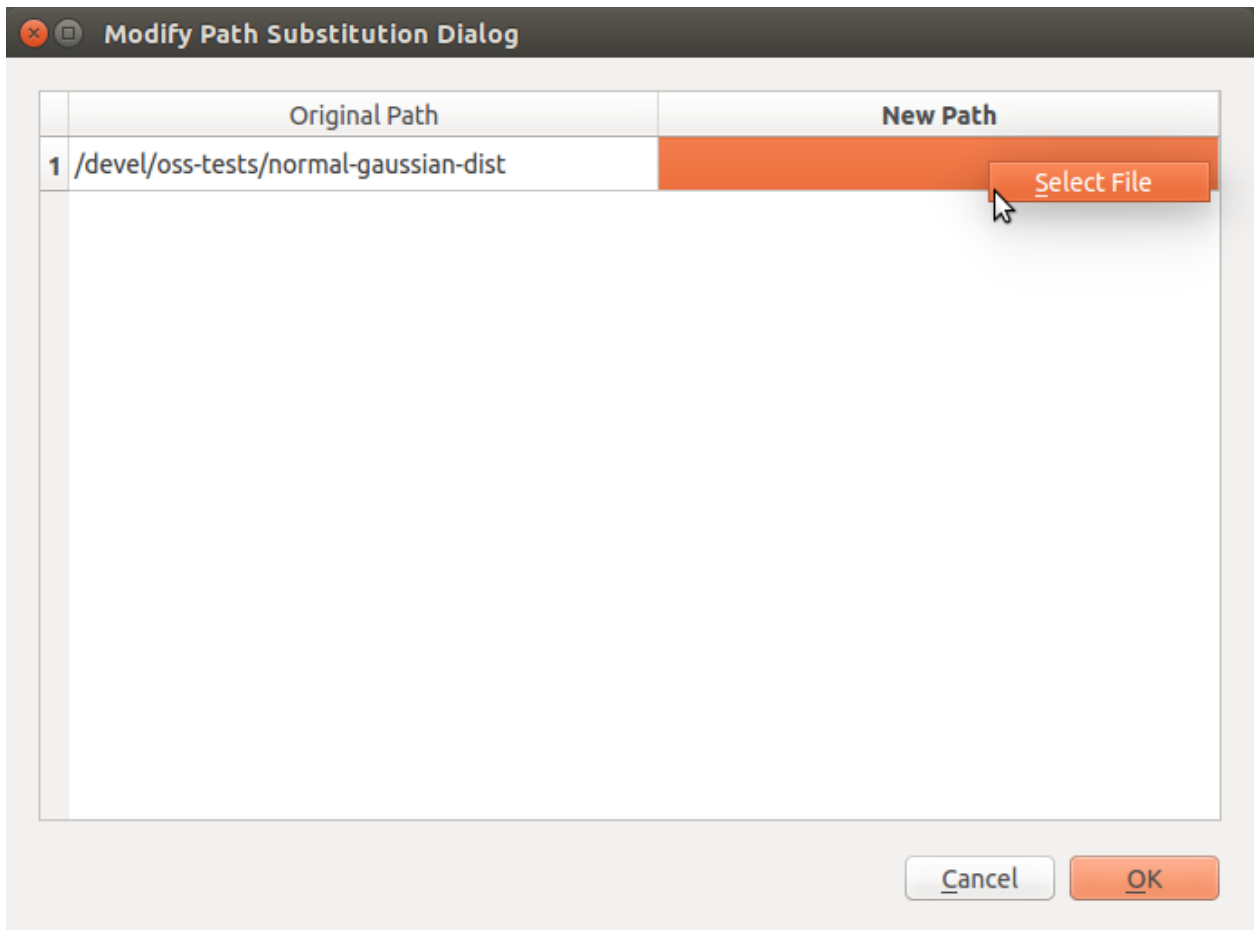 Modify Path Substitution Dialog
Original Path New Path
1 /devel/oss-tests/normal-gaussian-dist
Select File
Cancel OK